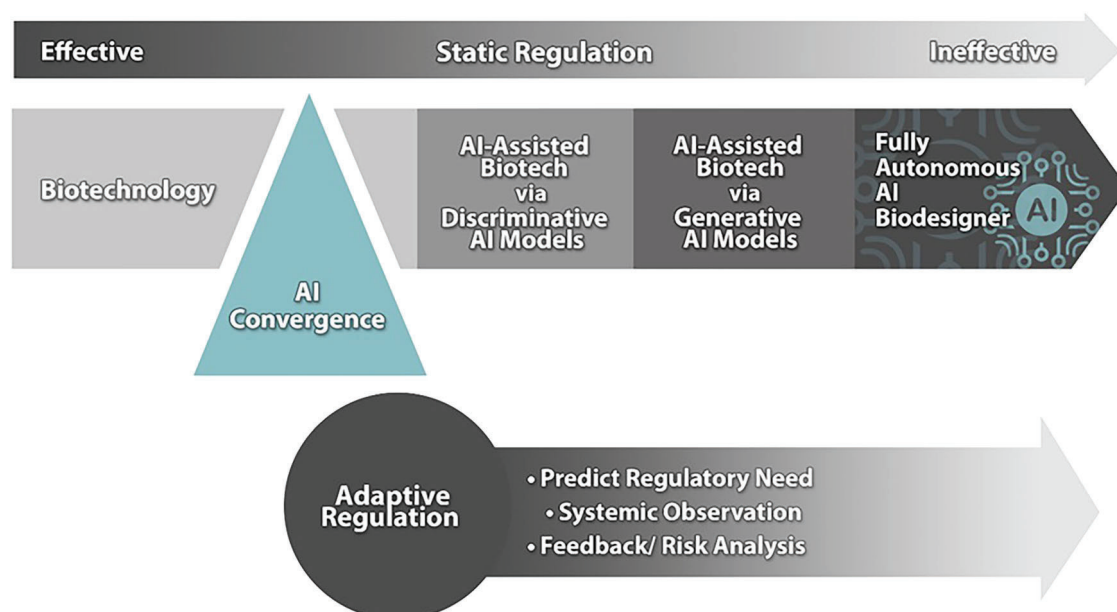 Effective
Static Regulation
Ineffective
Biotechnology
AI
Convergence
AI-Assisted
Biotech
via
Discriminative
AI Models
AI-Assisted
Biotech
via
Generative
AI Models
Fully
Autonomous
AI
Biodesigner
AI
Adaptive
Regulation
• Predict Regulatory Need
• Systemic Observation
• Feedback/ Risk Analysis